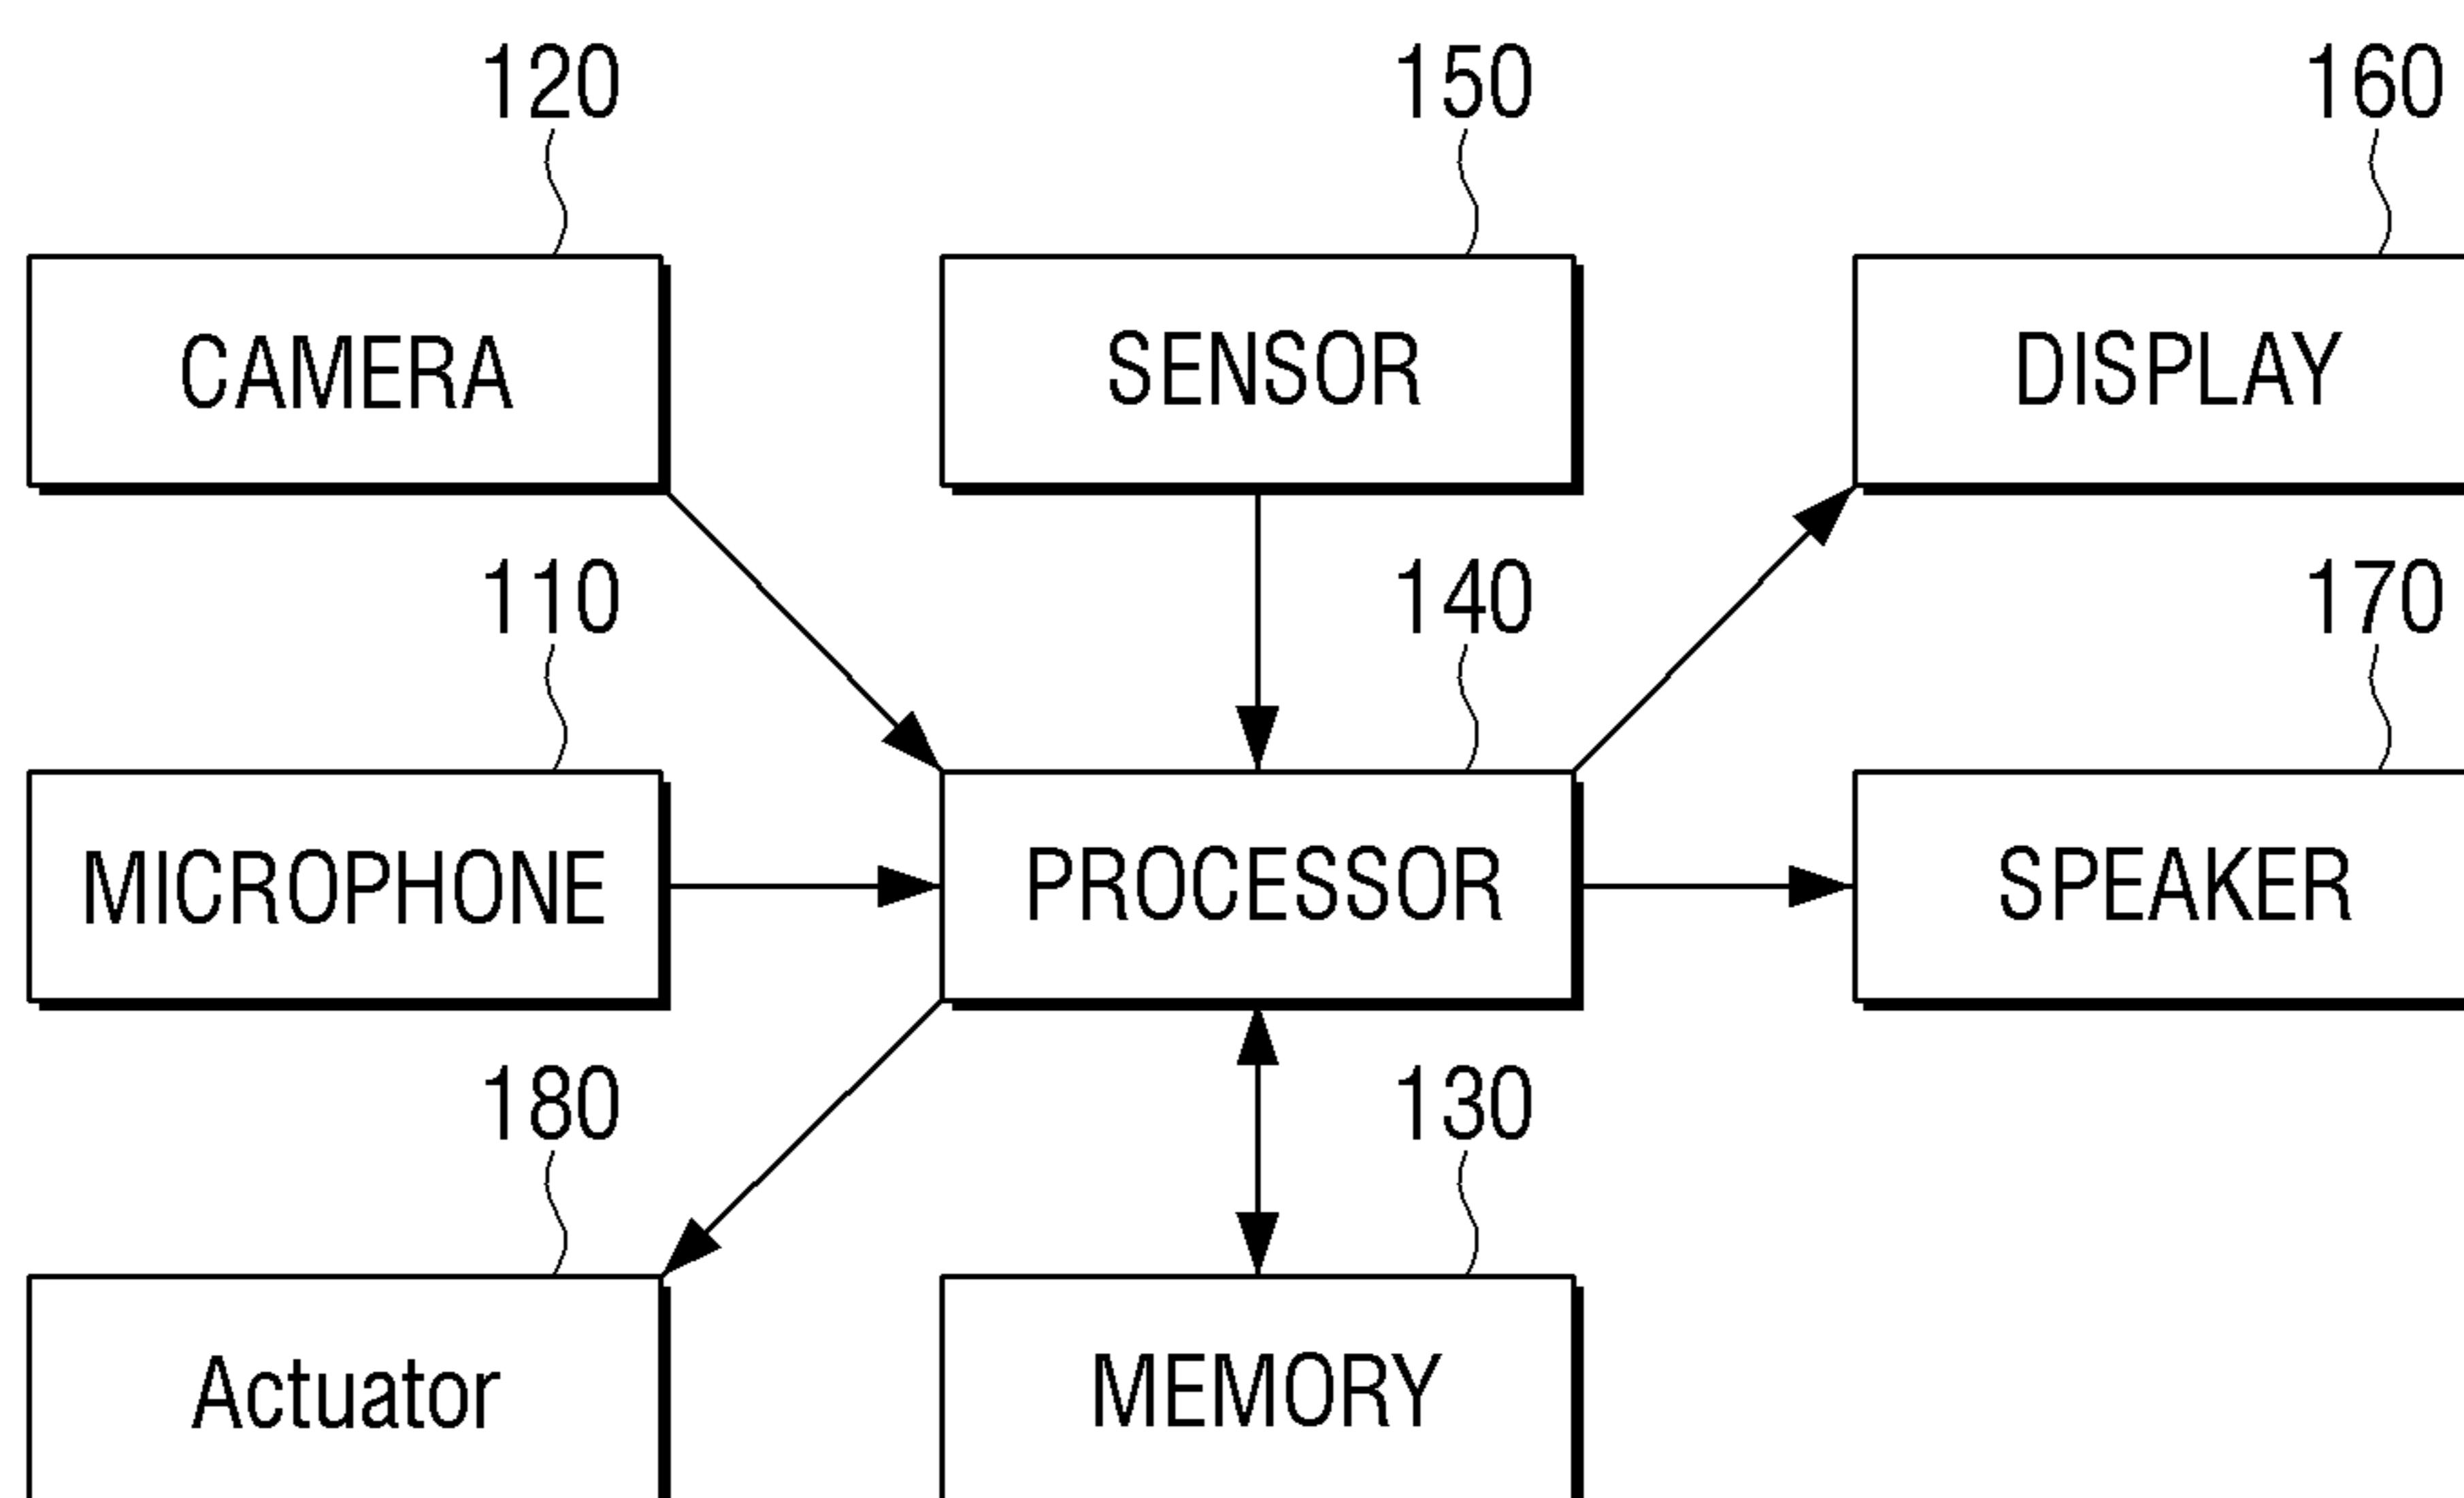 120 150 160
CAMERA SENSOR DISPLAY
110 140 170
MICROPHONE PROCESSOR SPEAKER
180 130
Actuator MEMORY